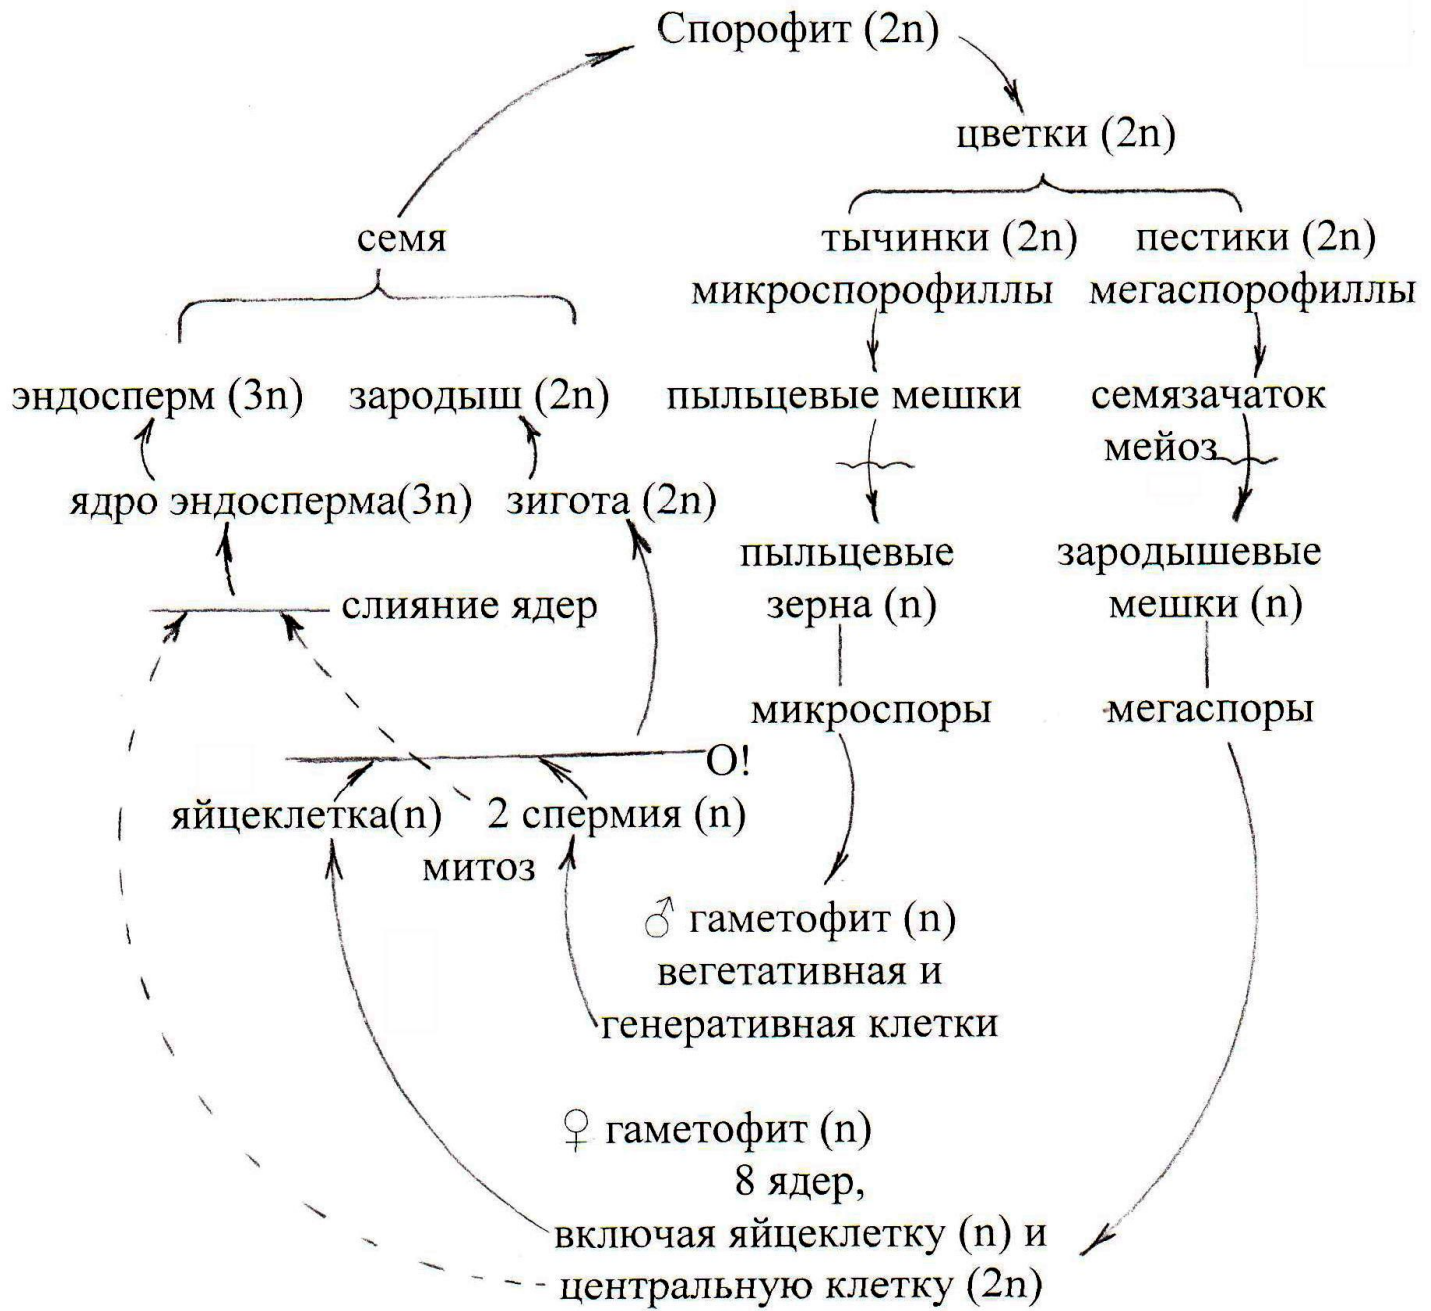 Спорофит (2n)
цветки (2n)
семя
тычинки (2n) пестики (2n)
микроспорофиллы мегаспорофиллы
эндосперм (3n) зародыш (2n) пыльцевые мешки семязачаток
мейоз
ядро эндосперма(3n) зигота (2n)
пыльцевые зародышевые
слияние ядер зерна (n) мешки (n)
микроспоры мегаспоры
О!
яйцеклетка(n) 2 спермия (n)
митоз
♂ гаметофит (n)
вегетативная и
генеративная клетки
♀ гаметофит (n)
8 ядер,
включая яйцеклетку (n) и
центральную клетку (2n)